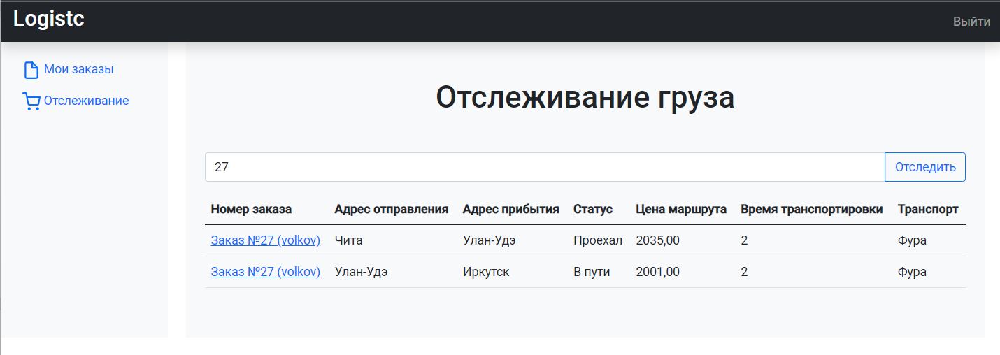 Logistc
Выйти
Мои заказы
Отслеживание
Отслеживание груза
27
Отследить
Номер заказа Адрес отправления Адрес прибытия Статус Цена маршрута Время транспортировки Транспорт
Заказ №27 (volkov) Чита Улан-Удэ Проехал 2035,00 2 Фура
Заказ №27 (volkov) Улан-Удэ Иркутск В пути 2001,00 2 Фура